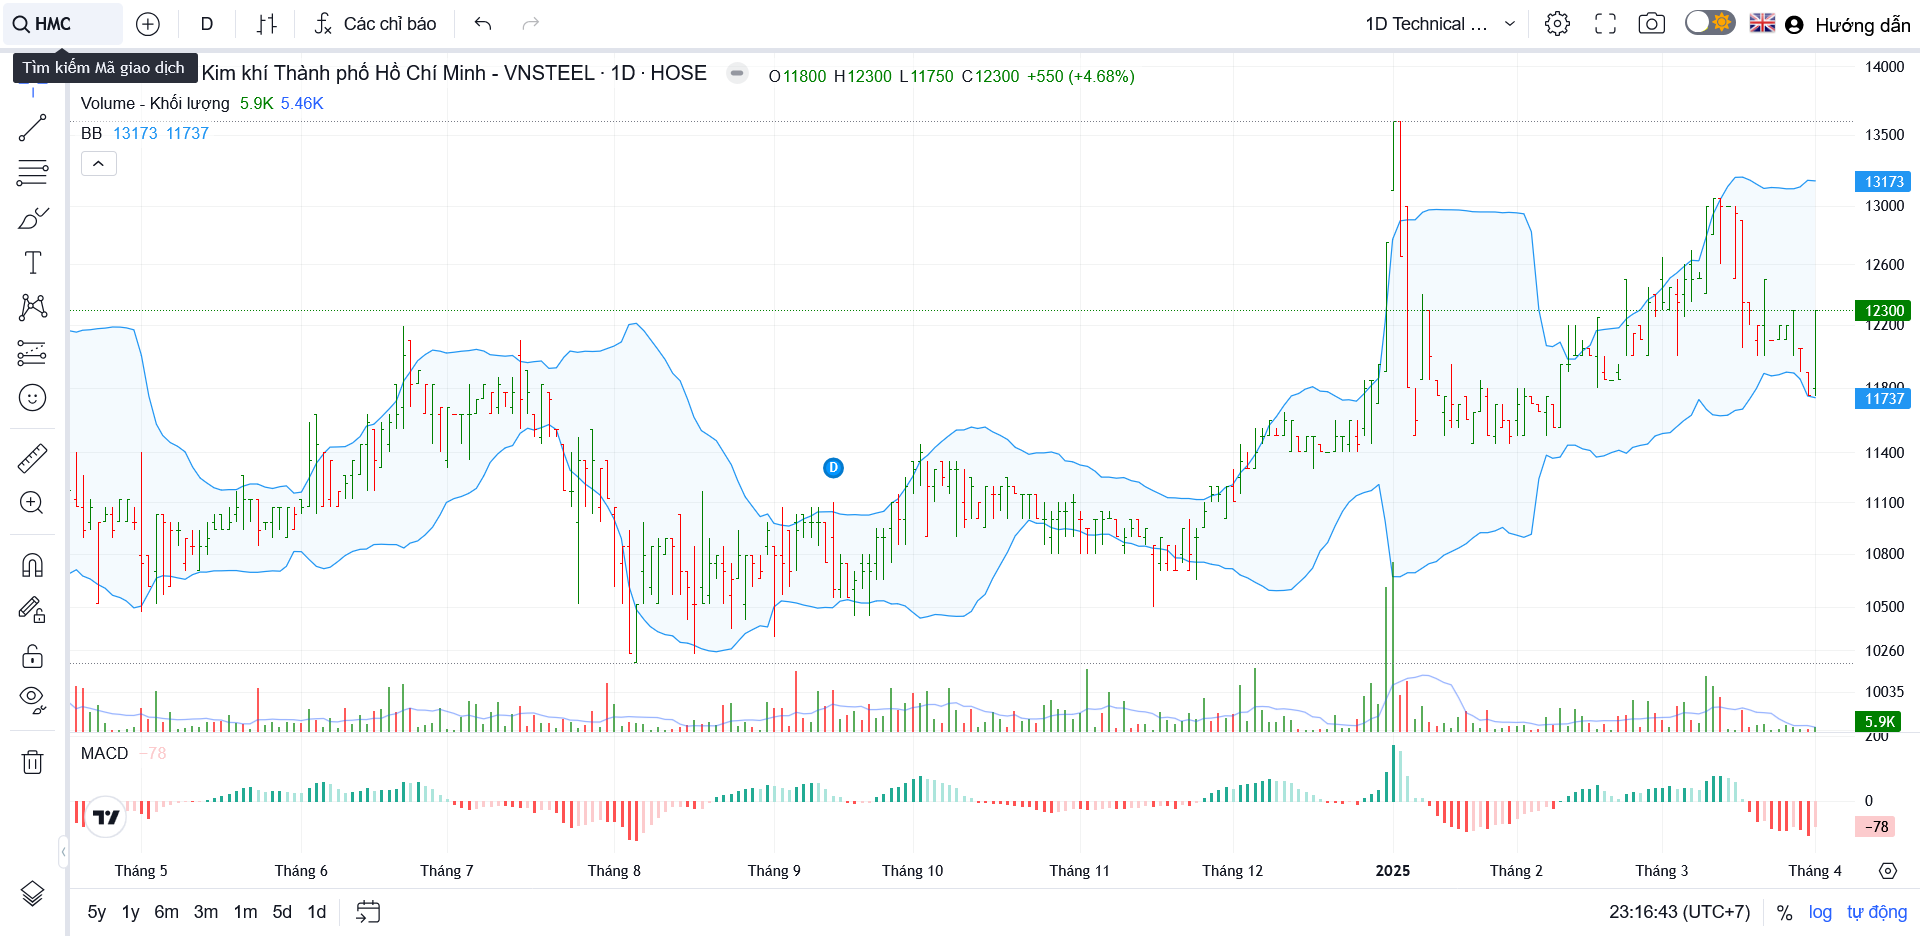 HMC
D
Các chỉ báo
1D Technical ...
Hướng dẫn
Tìm kiếm Mã giao dịch
Kim khí Thành phố Hồ Chí Minh - VNSTEEL · 1D · HOSE
O11800 H12300 L11750 C12300 +550 (+4.68%)
Volume - Khối lượng 5.9K 5.46K
BB 13173 11737
14000
13500
13173
13000
12600
12300
12200
11800
11737
11400
11100
10800
10500
10260
10035
5.9K
200
D
MACD −78
0
−78
Tháng 5 Tháng 6 Tháng 7 Tháng 8 Tháng 9 Tháng 10 Tháng 11 Tháng 12 2025 Tháng 2 Tháng 3 Tháng 4
5y 1y 6m 3m 1m 5d 1d
23:16:43 (UTC+7) % log tự động